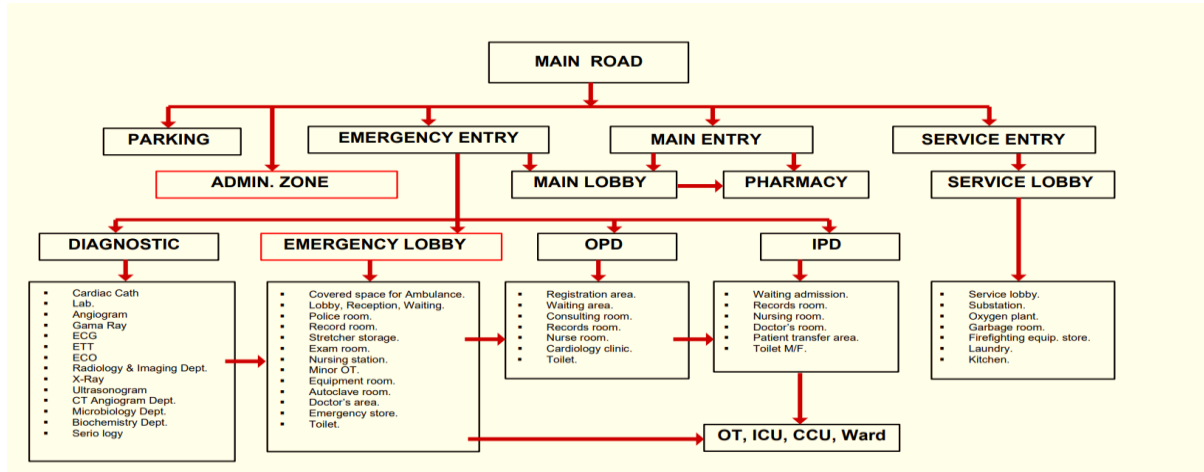 MAIN ROAD
PARKING
EMERGENCY ENTRY
MAIN ENTRY
SERVICE ENTRY
ADMIN. ZONE
MAIN LOBBY
PHARMACY
SERVICE LOBBY
DIAGNOSTIC
EMERGENCY LOBBY
OPD
IPD
▪ Cardiac Cath
▪ Lab.
▪ Angiogram
▪ Gama Ray
▪ ECG
▪ ETT
▪ ECO
▪ Radiology & Imaging Dept.
▪ X-Ray
▪ Ultrasonogram
▪ CT Angiogram Dept.
▪ Microbiology Dept.
▪ Biochemistry Dept.
▪ Serio logy
▪ Covered space for Ambulance.
▪ Lobby, Reception, Waiting.
▪ Police room.
▪ Record room.
▪ Stretcher storage.
▪ Exam room.
▪ Nursing station.
▪ Minor OT.
▪ Equipment room.
▪ Autoclave room.
▪ Doctor's area.
▪ Emergency store.
▪ Toilet.
▪ Registration area.
▪ Waiting area.
▪ Consulting room.
▪ Records room.
▪ Nurse room.
▪ Cardiology clinic.
▪ Toilet.
▪ Waiting admission.
▪ Records room.
▪ Nursing room.
▪ Doctor's room.
▪ Patient transfer area.
▪ Toilet M/F.
▪ Service lobby.
▪ Substation.
▪ Oxygen plant.
▪ Garbage room.
▪ Firefighting equip. store.
▪ Laundry.
▪ Kitchen.
OT, ICU, CCU, Ward